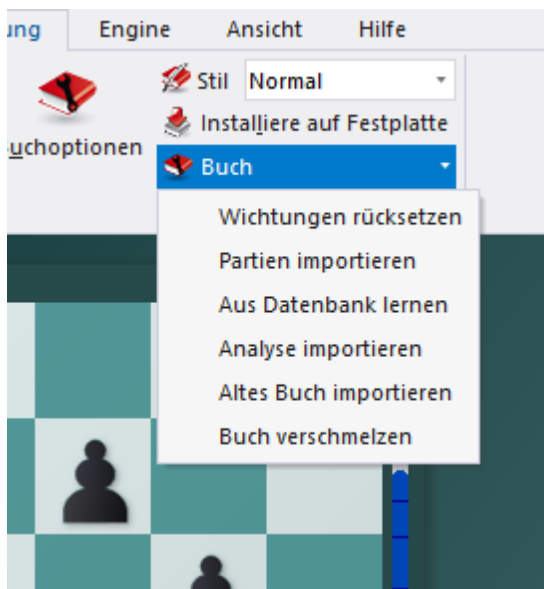 ung Engine Ansicht Hilfe
Stil Normal
Installiere auf Festplatte
uchoptionen
Buch
Wichtungen rücksetzen
Partien importieren
Aus Datenbank lernen
Analyse importieren
Altes Buch importieren
Buch verschmelzen